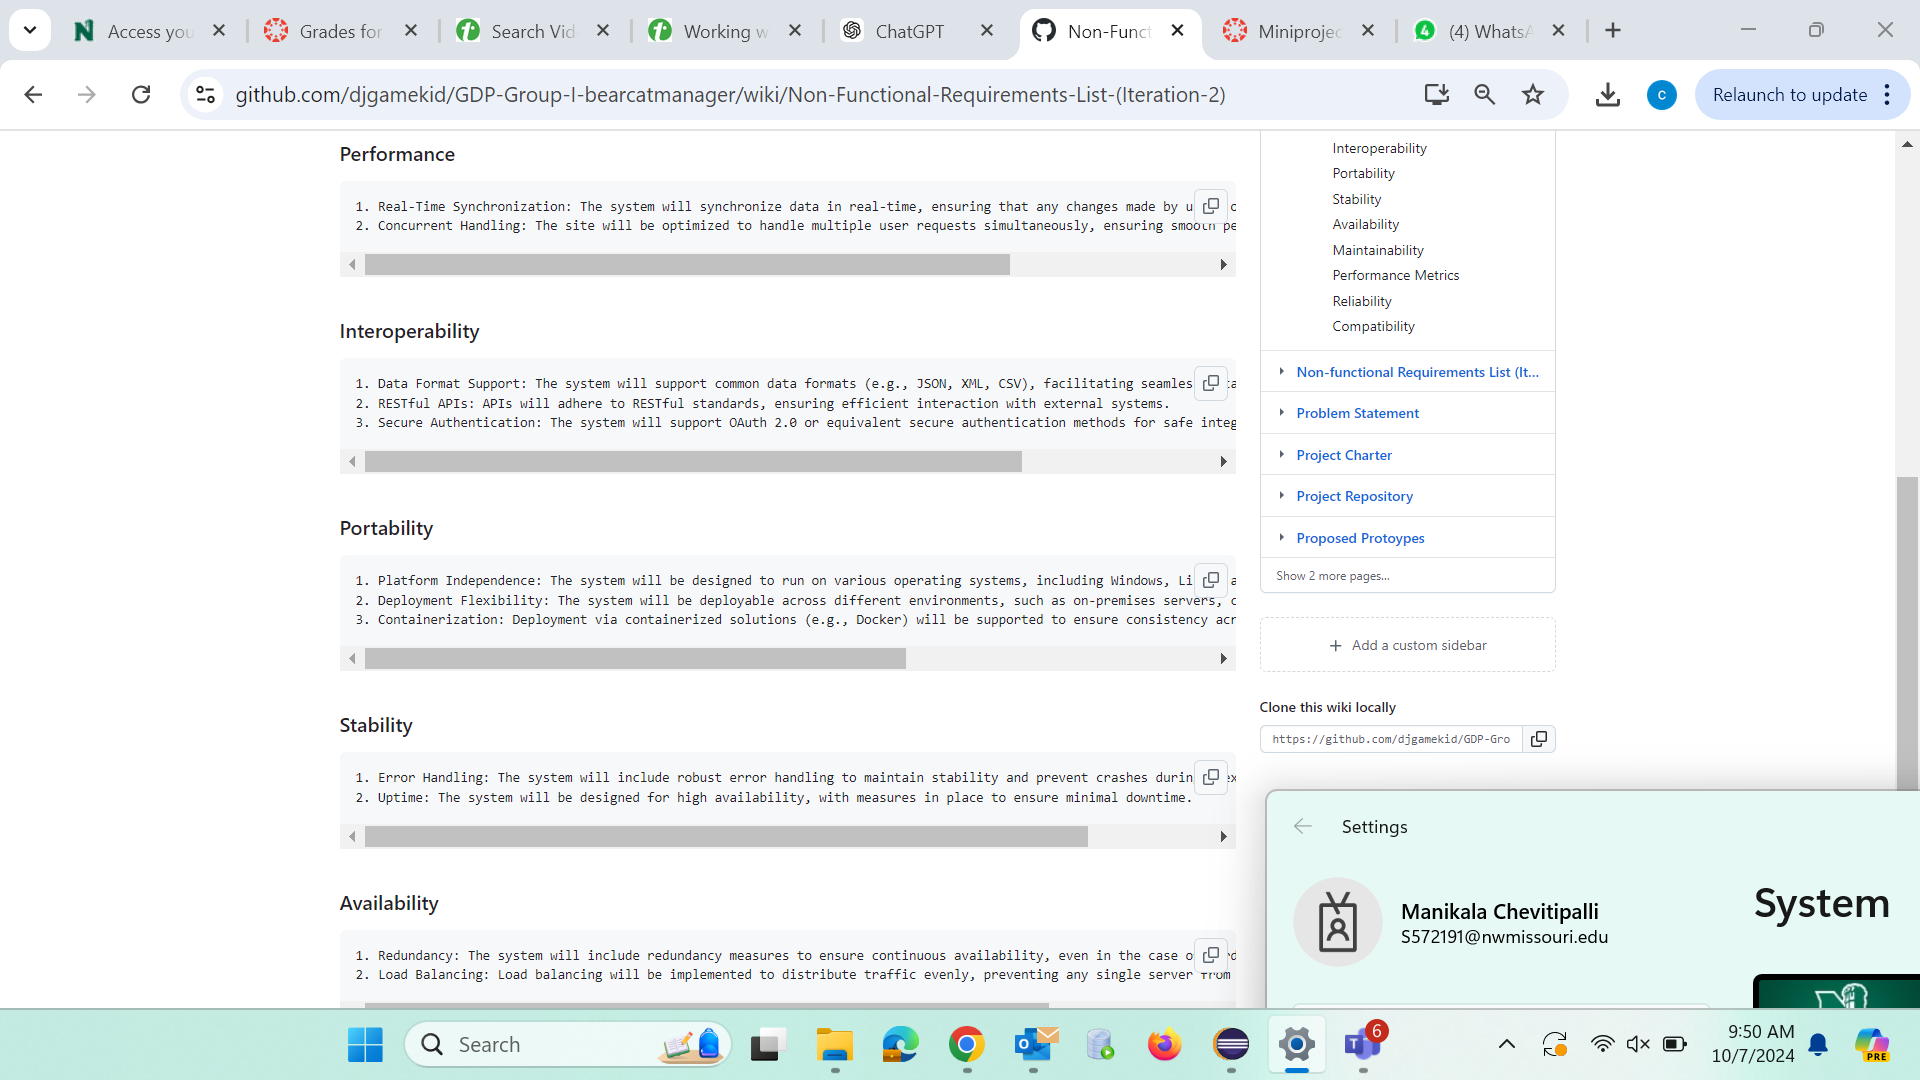 Access you
Grades for
Search Vid
Working w
ChatGPT
Non-Funct
Miniprojec
4
(4) WhatsA
github.com/djgamekid/GDP-Group-I-bearcatmanager/wiki/Non-Functional-Requirements-List-(Iteration-2)
c
Relaunch to update
Performance
1. Real-Time Synchronization: The system will synchronize data in real-time, ensuring that any changes made by u
2. Concurrent Handling: The site will be optimized to handle multiple user requests simultaneously, ensuring smooth pe
Interoperability
1. Data Format Support: The system will support common data formats (e.g., JSON, XML, CSV), facilitating seamles
2. RESTful APIs: APIs will adhere to RESTful standards, ensuring efficient interaction with external systems.
3. Secure Authentication: The system will support OAuth 2.0 or equivalent secure authentication methods for safe integ
Portability
1. Platform Independence: The system will be designed to run on various operating systems, including Windows, Li
2. Deployment Flexibility: The system will be deployable across different environments, such as on-premises servers, c
3. Containerization: Deployment via containerized solutions (e.g., Docker) will be supported to ensure consistency acr
Stability
1. Error Handling: The system will include robust error handling to maintain stability and prevent crashes durin
2. Uptime: The system will be designed for high availability, with measures in place to ensure minimal downtime.
Availability
1. Redundancy: The system will include redundancy measures to ensure continuous availability, even in the case o
2. Load Balancing: Load balancing will be implemented to distribute traffic evenly, preventing any single server from
Interoperability
Portability
Stability
Availability
Maintainability
Performance Metrics
Reliability
Compatibility
Non-functional Requirements List (It...
Problem Statement
Project Charter
Project Repository
Proposed Protoypes
Show 2 more pages...
Add a custom sidebar
Clone this wiki locally
https://github.com/djgamekid/GDP-Gro
Settings
Manikala Chevitipalli
S572191@nwmissouri.edu
System
Search
6
9:50 AM
10/7/2024
PRE